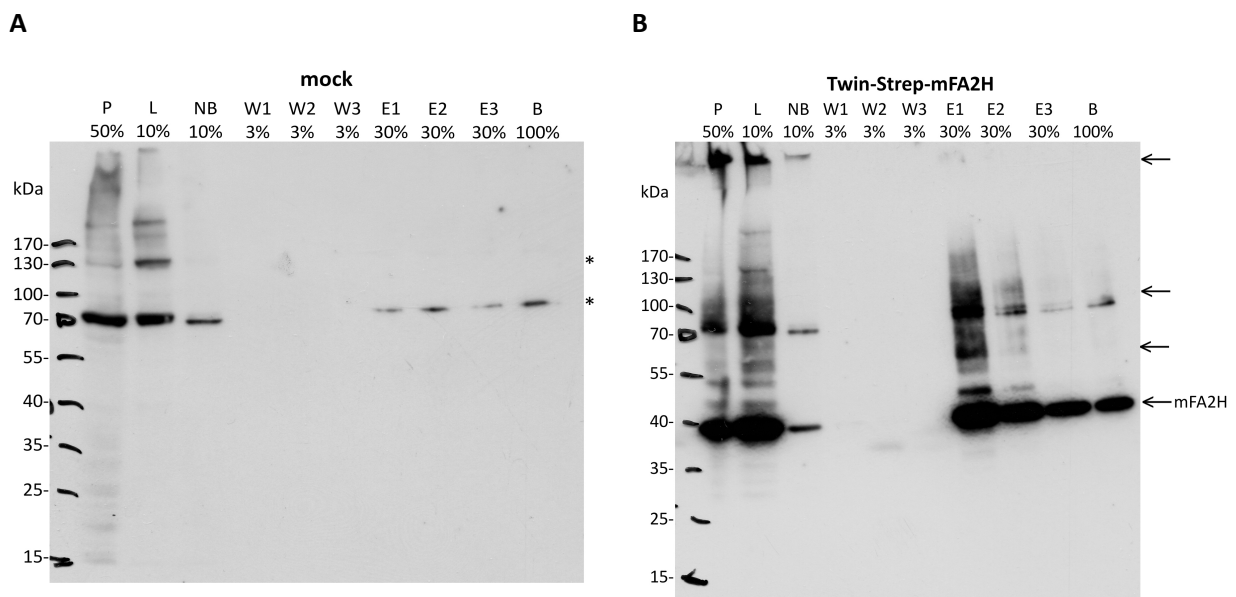 A
B
mock
P L NB W1 W2 W3 E1 E2 E3 B
50% 10% 10% 3% 3% 3% 30% 30% 30% 100%
kDa
170-
130-
100-
70-
55-
40-
35-
25-
15-
*
*
Twin-Strep-mFA2H
P L NB W1 W2 W3 E1 E2 E3 B
50% 10% 10% 3% 3% 3% 30% 30% 30% 100%
kDa
170-
130-
100-
70-
55-
40-
35-
25-
15-
mFA2H